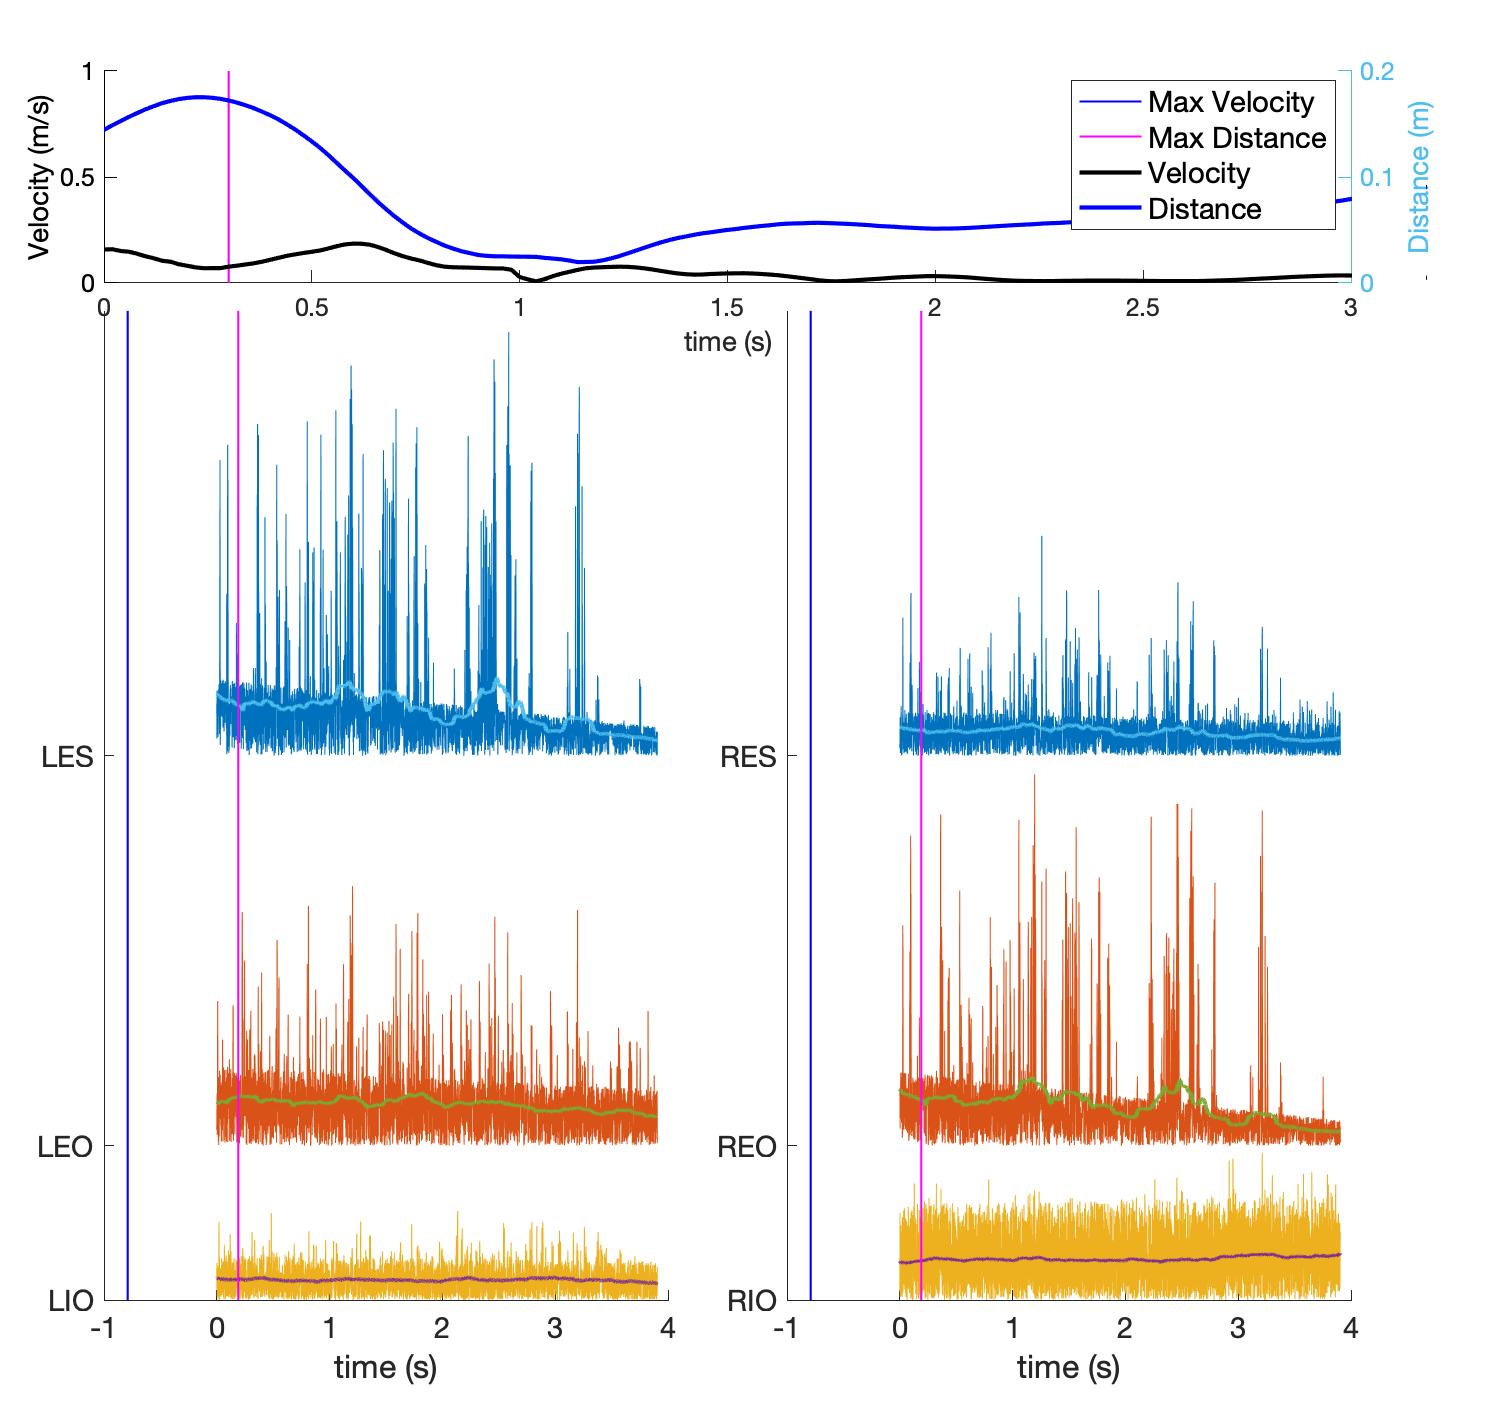 1
0.5
0
Velocity (m/s)
0.2
0.1
0
Distance (m)
Max Velocity
Max Distance
Velocity
Distance
0 0.5 1 1.5 2 2.5 3
time (s)
LES
LEO
LIO
-1 0 1 2 3 4
time (s)
RES
REO
RIO
-1 0 1 2 3 4
time (s)